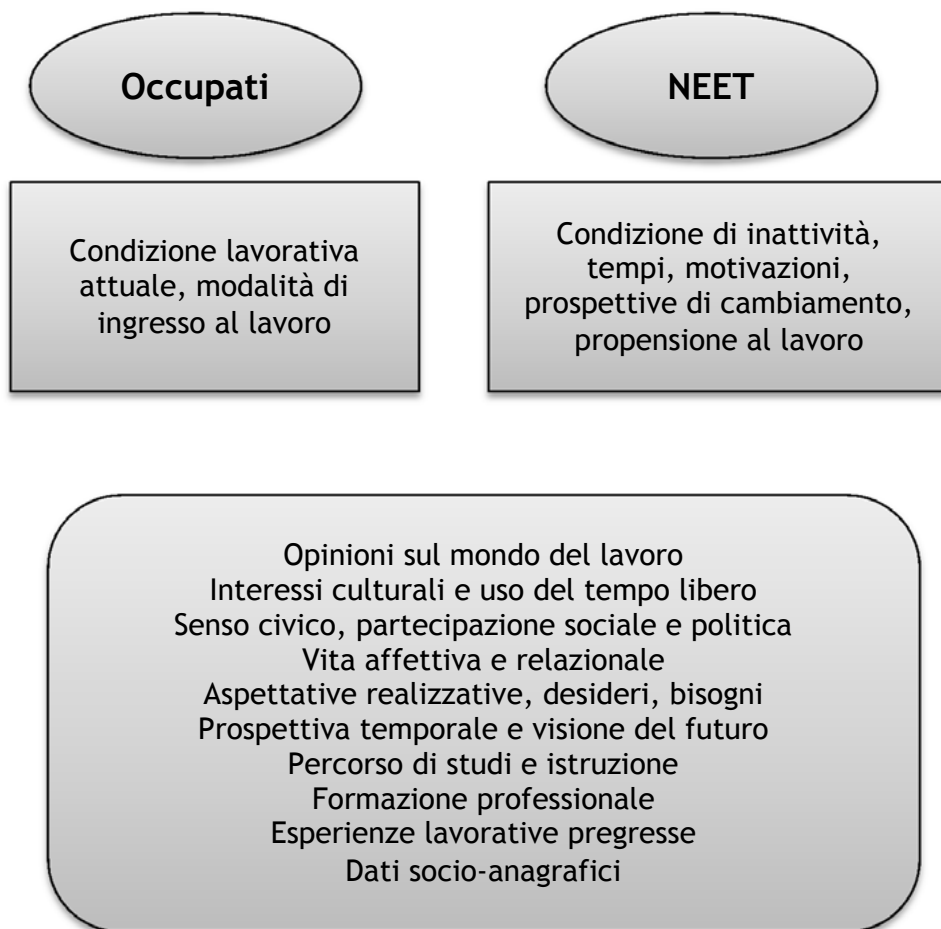 Occupati
NEET
Condizione lavorativa
attuale, modalità di
ingresso al lavoro
Condizione di inattività,
tempi, motivazioni,
prospettive di cambiamento,
propensione al lavoro
Opinioni sul mondo del lavoro
Interessi culturali e uso del tempo libero
Senso civico, partecipazione sociale e politica
Vita affettiva e relazionale
Aspettative realizzative, desideri, bisogni
Prospettiva temporale e visione del futuro
Percorso di studi e istruzione
Formazione professionale
Esperienze lavorative pregresse
Dati socio-anagrafici